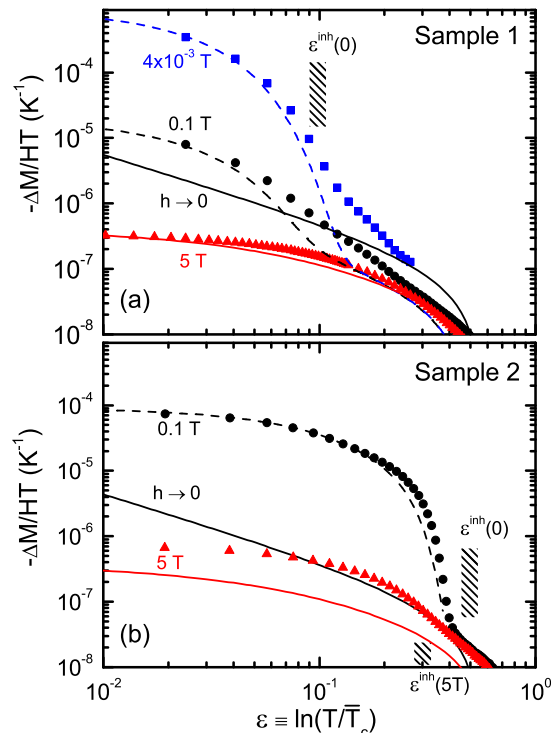 Sample 1
ε^inh(0)
4x10^-3 T
0.1 T
h → 0
5 T
(a)
-ΔM/HT (K^-1)
10^-4
10^-5
10^-6
10^-7
10^-8
Sample 2
0.1 T
h → 0
ε^inh(0)
5 T
(b)
ε^inh(5T)
-ΔM/HT (K^-1)
10^-4
10^-5
10^-6
10^-7
10^-8
10^-2 10^-1 10^0
ε ≡ ln(T/T̅_c)